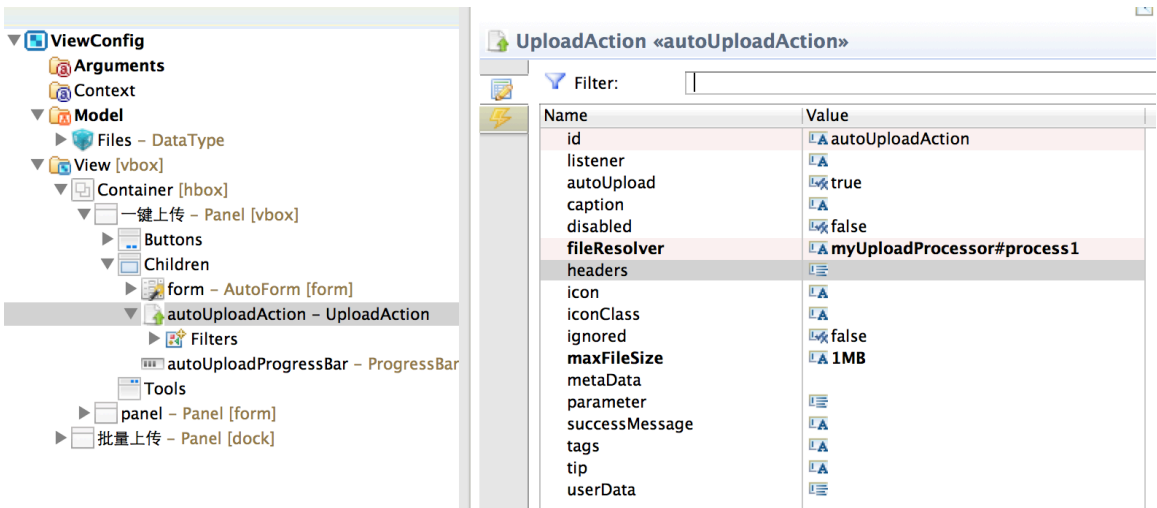 ViewConfig
Arguments
Context
Model
Files – DataType
View [vbox]
Container [hbox]
一键上传 – Panel [vbox]
Buttons
Children
form – AutoForm [form]
autoUploadAction – UploadAction
Filters
autoUploadProgressBar – ProgressBar
Tools
panel – Panel [form]
批量上传 – Panel [dock]
UploadAction «autoUploadAction»
Filter:
Name Value
id autoUploadAction
listener
autoUpload true
caption
disabled false
fileResolver myUploadProcessor#process1
headers
icon
iconClass
ignored false
maxFileSize 1MB
metaData
parameter
successMessage
tags
tip
userData